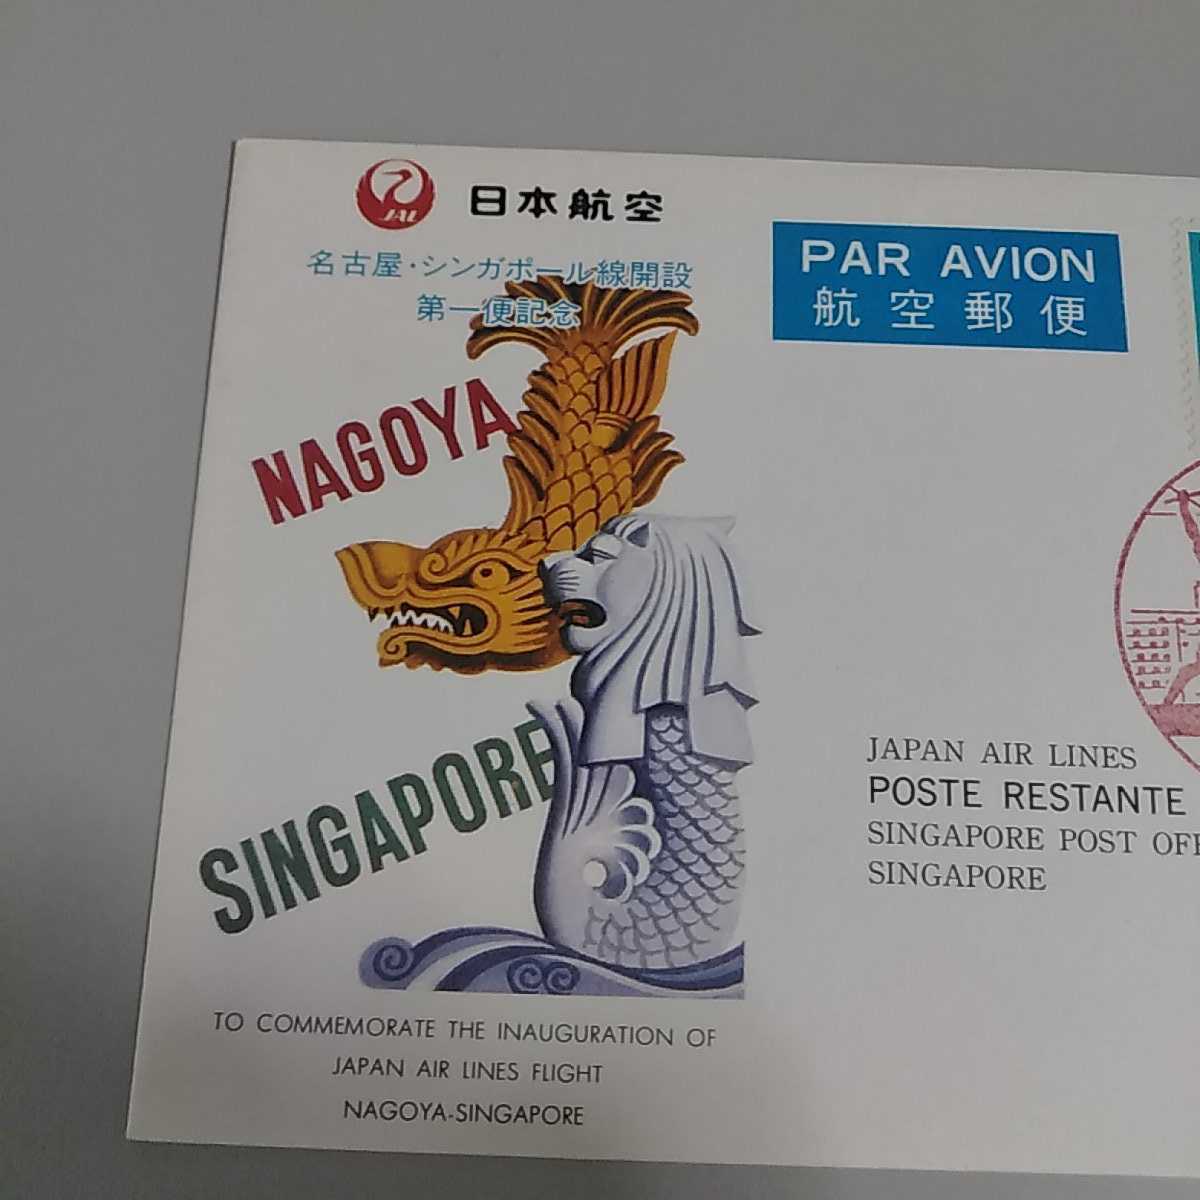 JAL 日本航空
名古屋・シンガポール線開設
第一便記念
NAGOYA
SINGAPORE
TO COMMEMORATE THE INAUGURATION OF
JAPAN AIR LINES FLIGHT
NAGOYA-SINGAPORE
PAR AVION
航空郵便
JAPAN AIR LINES
POSTE RESTANTE
SINGAPORE POST OFF
SINGAPORE